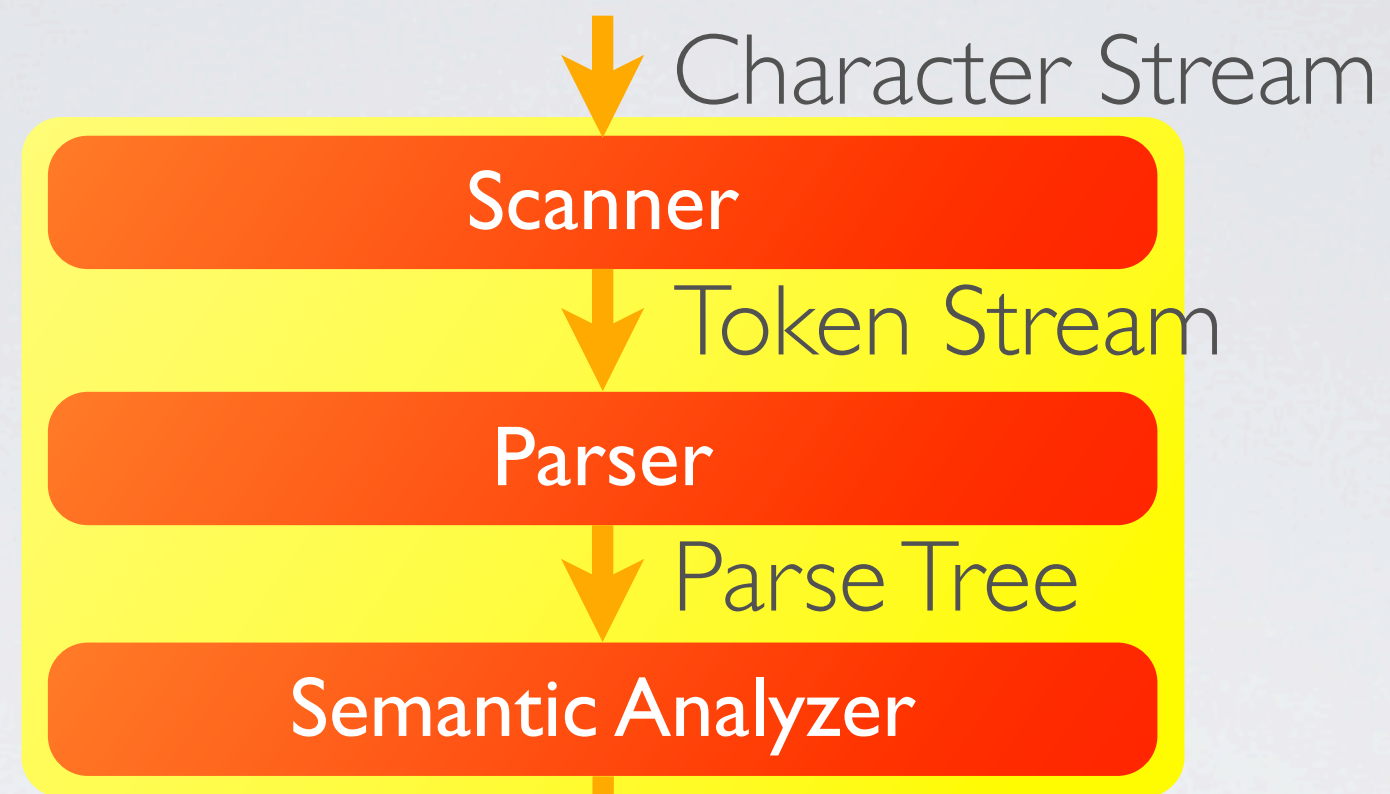 Character Stream
Scanner
Token Stream
Parser
Parse Tree
Semantic Analyzer